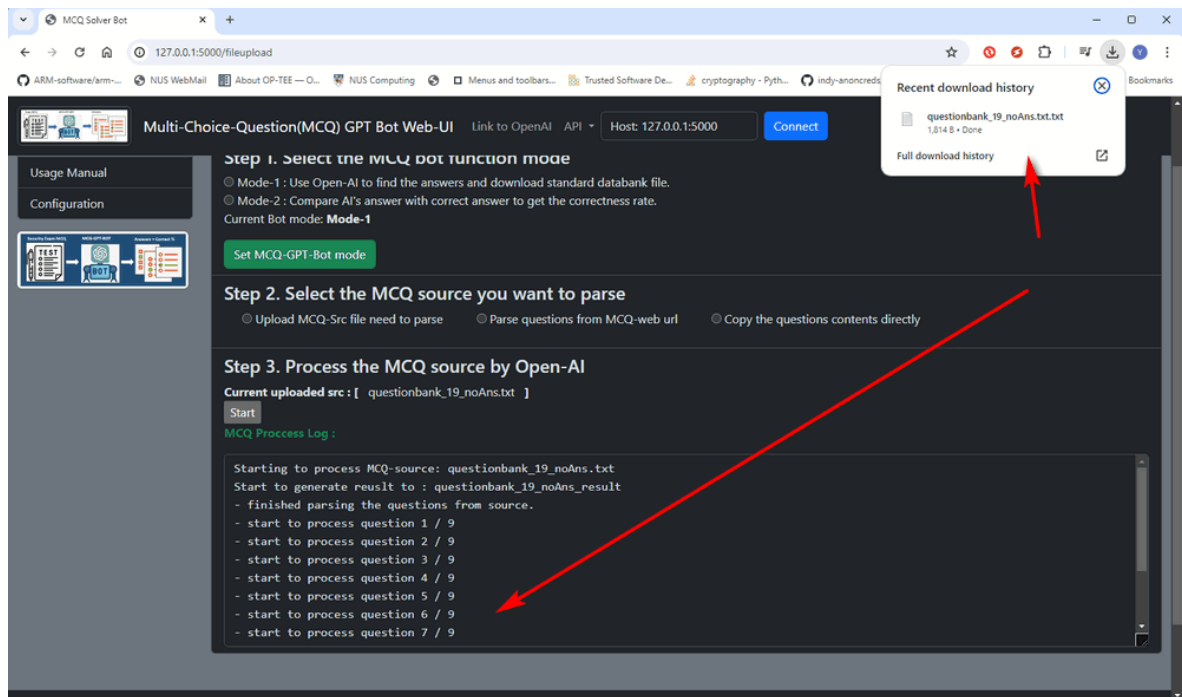 MCQ Solver Bot
127.0.0.1:5000/fileupload
ARM-software/arm-... NUS WebMail About OP-TEE — O... NUS Computing Menus and toolbars... Trusted Software De... cryptography - Pyth... indy-anoncreds Bookmarks
Recent download history
questionbank_19_noAns.txt.txt
1,814 B • Done
Full download history
Multi-Choice-Question(MCQ) GPT Bot Web-UI Link to OpenAI API Host: 127.0.0.1:5000 Connect
Usage Manual
Configuration
TEST
BOT
Step 1. Select the MCQ bot function mode
Mode-1 : Use Open-AI to find the answers and download standard databank file.
Mode-2 : Compare AI's answer with correct answer to get the correctness rate.
Current Bot mode: Mode-1
Set MCQ-GPT-Bot mode
Step 2. Select the MCQ source you want to parse
Upload MCQ-Src file need to parse Parse questions from MCQ-web url Copy the questions contents directly
Step 3. Process the MCQ source by Open-AI
Current uploaded src : [ questionbank_19_noAns.txt ]
Start
MCQ Proccess Log :
Starting to process MCQ-source: questionbank_19_noAns.txt
Start to generate reuslt to : questionbank_19_noAns_result
- finished parsing the questions from source.
- start to process question 1 / 9
- start to process question 2 / 9
- start to process question 3 / 9
- start to process question 4 / 9
- start to process question 5 / 9
- start to process question 6 / 9
- start to process question 7 / 9